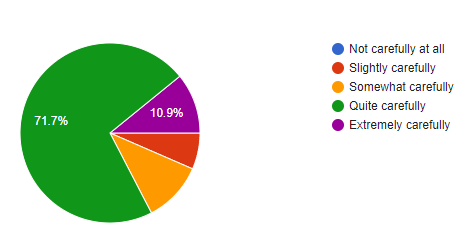 Not carefully at all
Slightly carefully
Somewhat carefully
Quite carefully
Extremely carefully
71.7%
10.9%